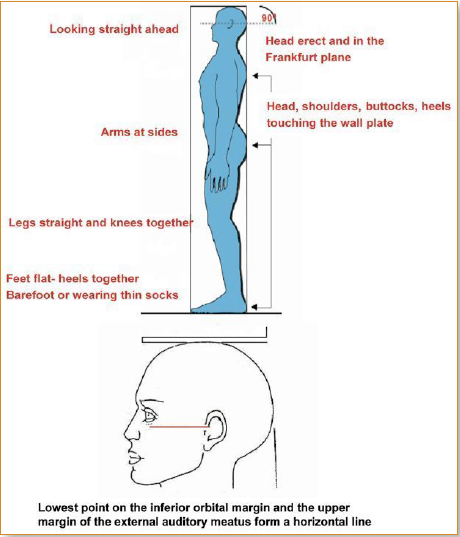 Looking straight ahead
90°
Head erect and in the
Frankfurt plane
Head, shoulders, buttocks, heels
touching the wall plate
Arms at sides
Legs straight and knees together
Feet flat- heels together
Barefoot or wearing thin socks
Lowest point on the inferior orbital margin and the upper
margin of the external auditory meatus form a horizontal line